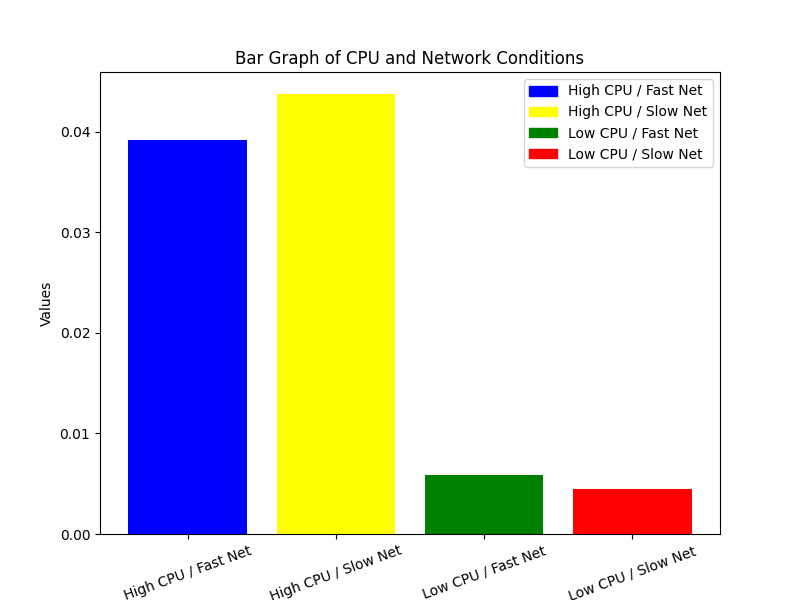 Bar Graph of CPU and Network Conditions
High CPU / Fast Net
High CPU / Slow Net
Low CPU / Fast Net
Low CPU / Slow Net
Values
0.04
0.03
0.02
0.01
0.00
High CPU / Fast Net
High CPU / Slow Net
Low CPU / Fast Net
Low CPU / Slow Net